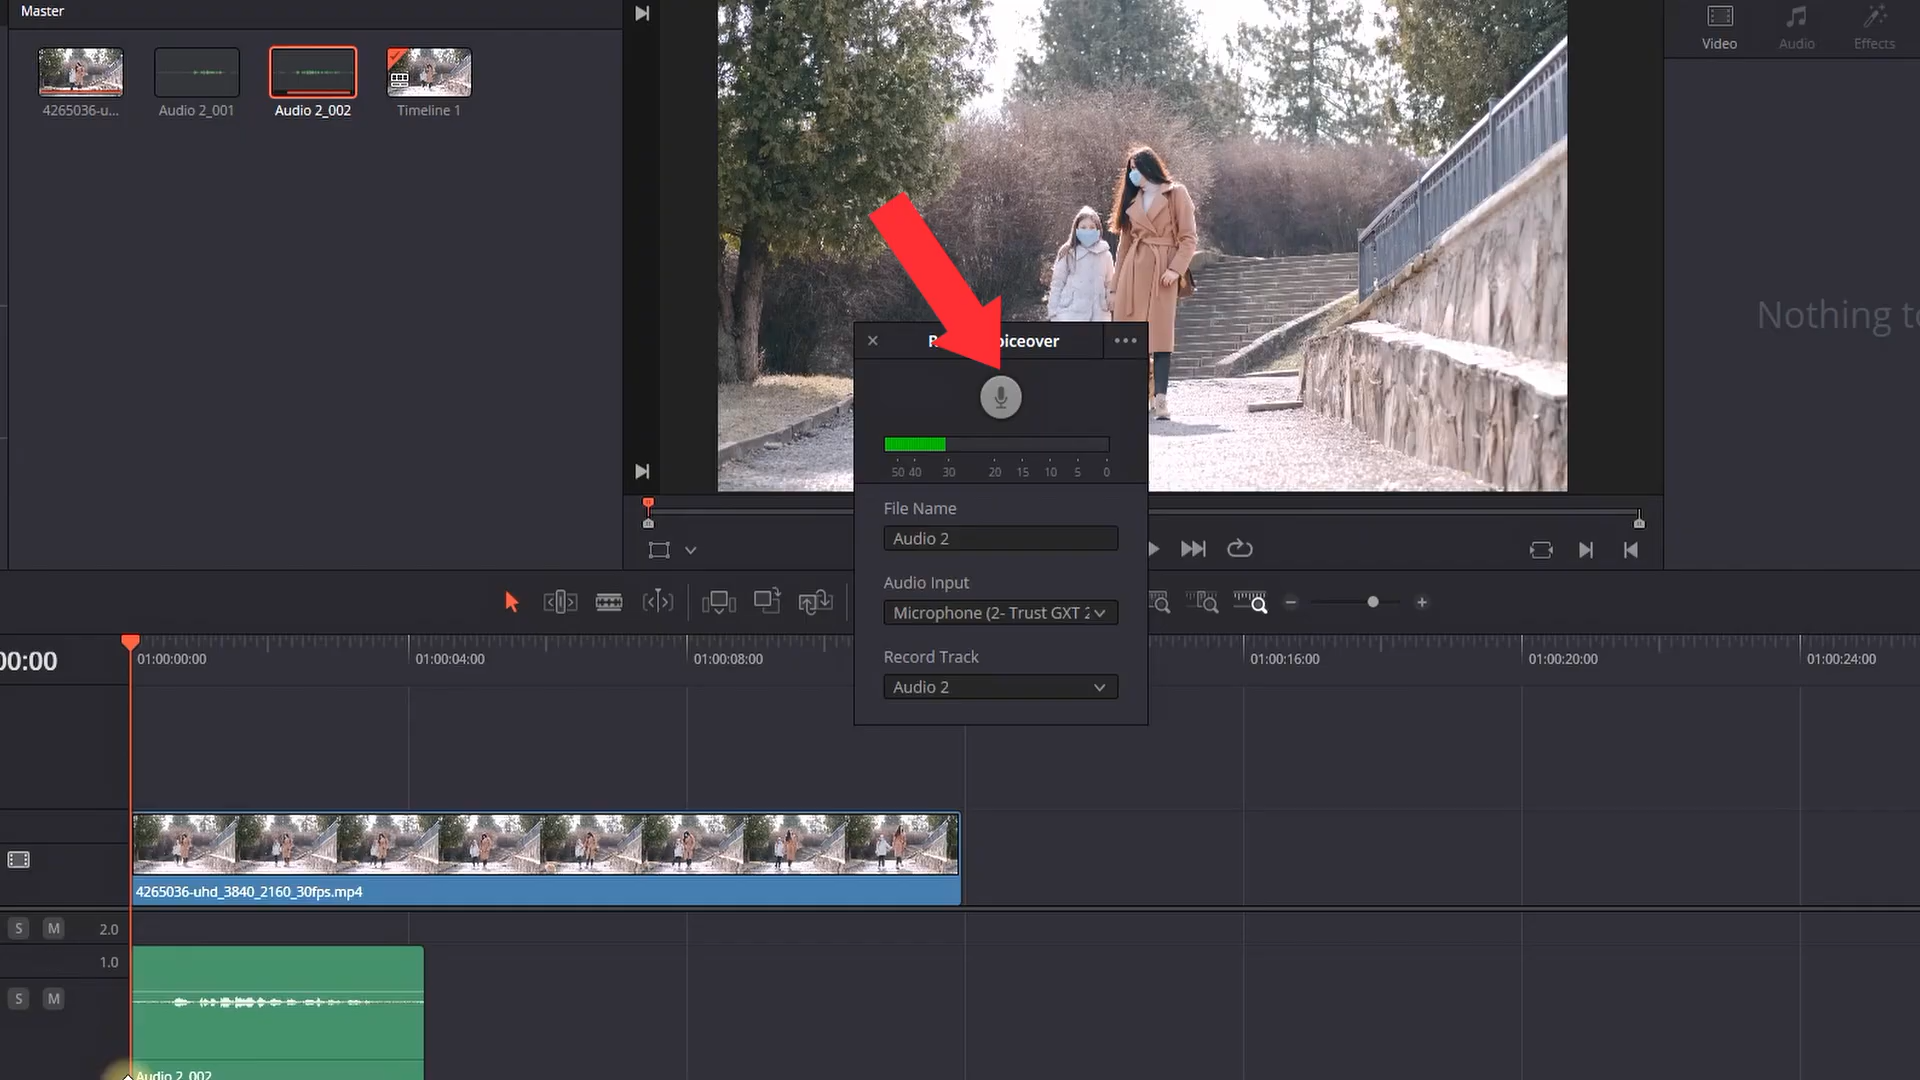 Master
4265036-u...
Audio 2_001
Audio 2_002
Timeline 1
Video
Audio
Effects
Nothing
oiceover
50 40 30 20 15 10 5 0
File Name
Audio 2
Audio Input
Microphone (2- Trust GXT 2
Record Track
Audio 2
00:00
01:00:00:00
01:00:04:00
01:00:08:00
01:00:16:00
01:00:20:00
01:00:24:00
4265036-uhd_3840_2160_30fps.mp4
S M 2.0
1.0
S M
Audio 2_002